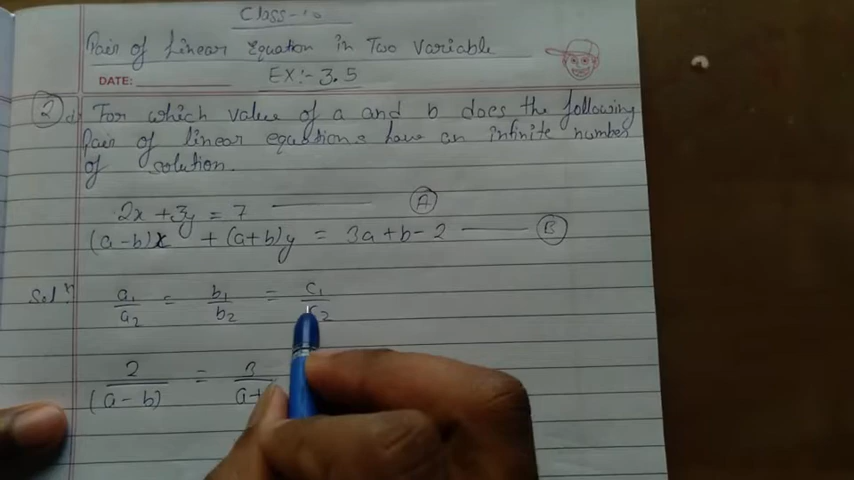 Class-10
Pair of Linear Equation in Two Variable
DATE:
EX:- 3.5
2 For which value of a and b does the following
Pair of linear equations have an infinite number
of solution.
2x + 3y = 7 A
(a-b)x + (a+b)y = 3a+b-2 B
Solⁿ a₁/a₂ = b₁/b₂ = c₁/c₂
2/(a-b) = 3/a+